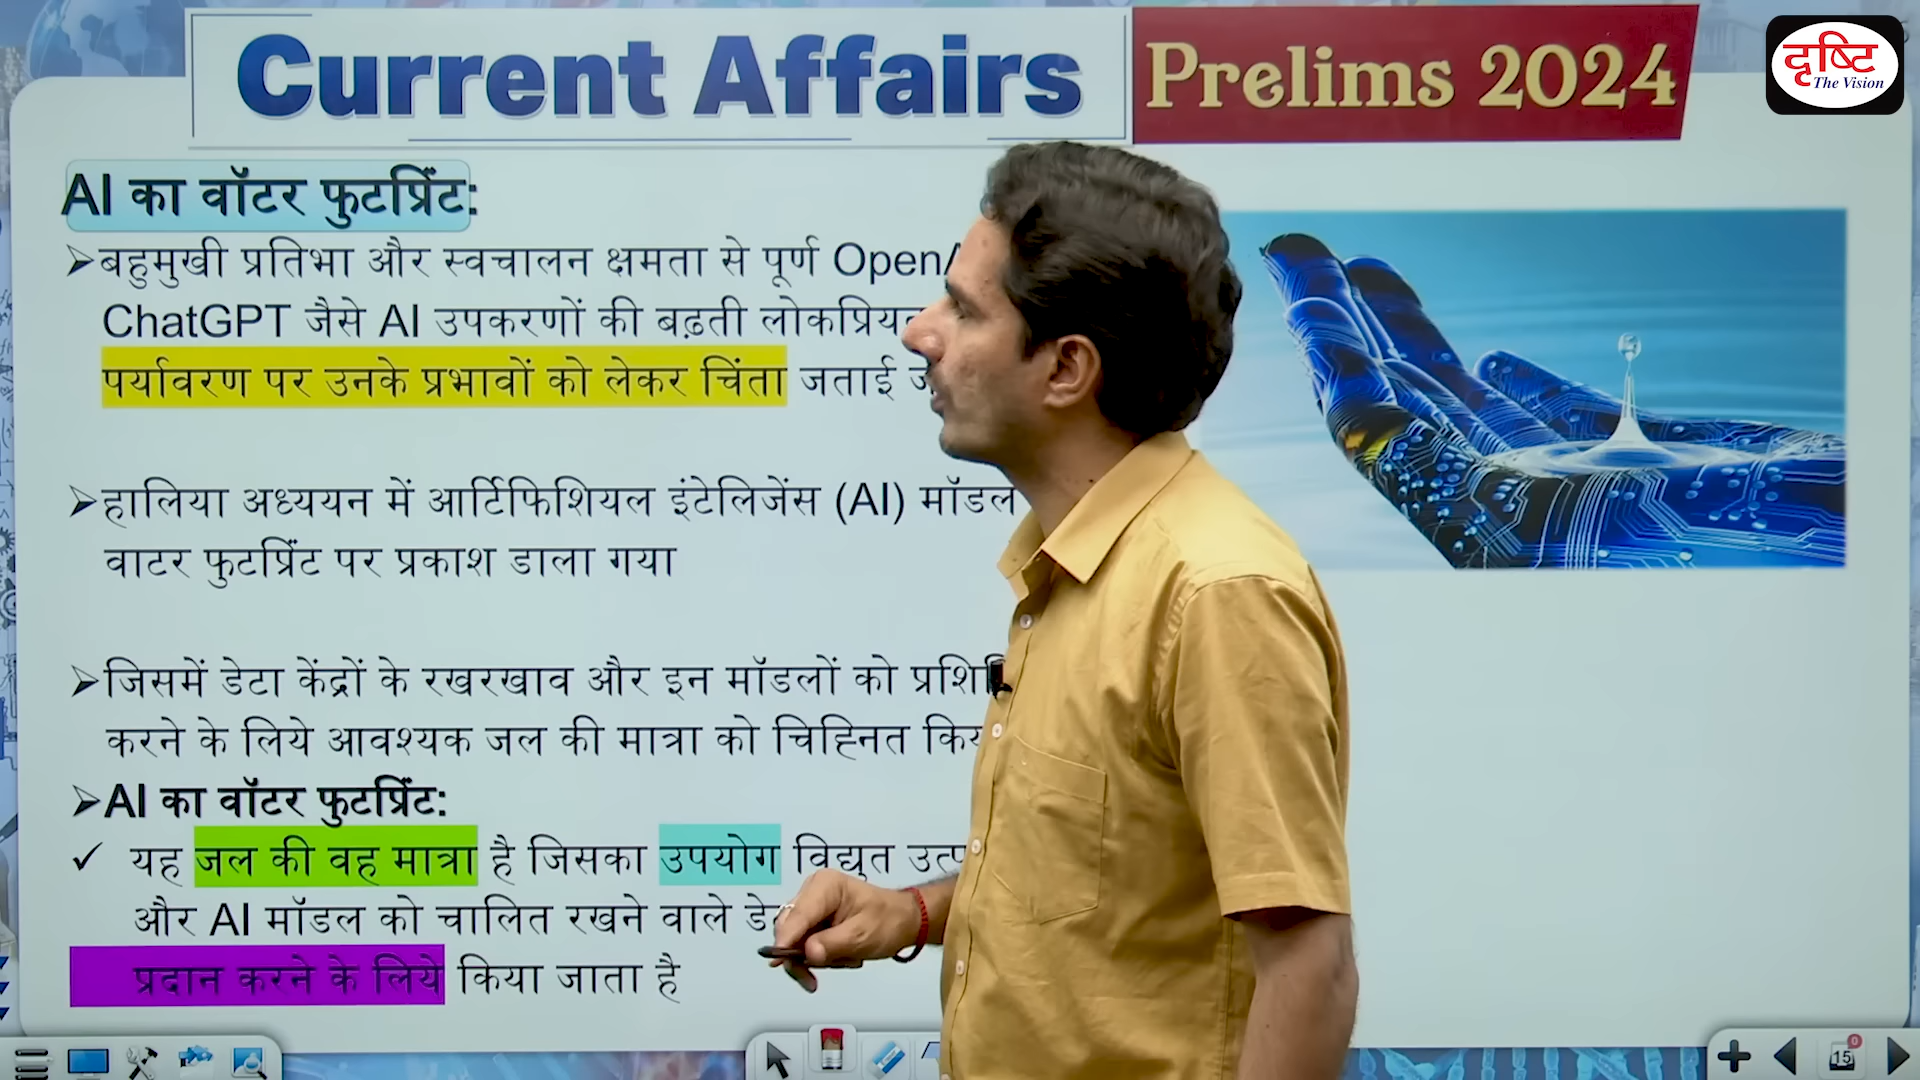 Current Affairs
Prelims 2024
दृष्टि
The Vision
AI का वॉटर फुटप्रिंट:
➢बहुमुखी प्रतिभा और स्वचालन क्षमता से पूर्ण
ChatGPT जैसे AI उपकरणों की बढ़ती
पर्यावरण पर उनके प्रभावों को लेकर चिंता जताई
➢हालिया अध्ययन में आर्टिफिशियल इंटेलिजेंस (AI) मॉडल
वाटर फुटप्रिंट पर प्रकाश डाला गया
➢जिसमें डेटा केंद्रों के रखरखाव और इन मॉडलों को
करने के लिये आवश्यक जल की मात्रा को चिह्नित
➢AI का वॉटर फुटप्रिंट:
✓ यह जल की वह मात्रा है जिसका उपयोग विद्युत
और AI मॉडल को चालित रखने वाले
प्रदान करने के लिये किया जाता है
15
0